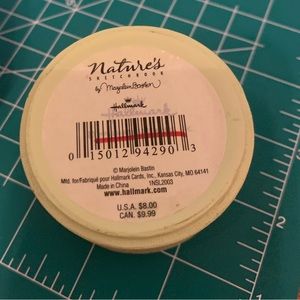 Nature's
SKETCHBOOK
by Marjolein Bastin
Hallmark
0 15012 94290 3
© Marjolein Bastin
Mfd. for/Fabriqué pour Hallmark Cards, Inc., Kansas City, MO 64141
Made in China 1NSL2003
www.hallmark.com
U.S.A. $8.00
CAN. $9.99